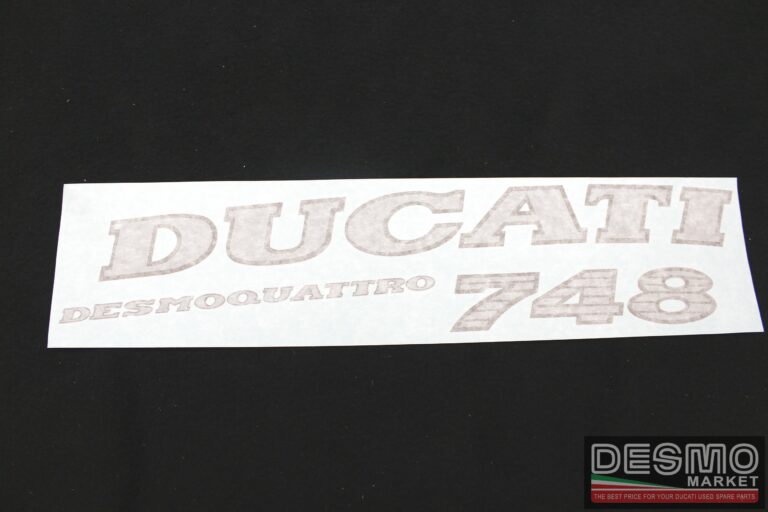 DUCATI
DESMOQUATTRO 748
DESMO
MARKET
THE BEST PRICE FOR YOUR DUCATI USED SPARE PARTS